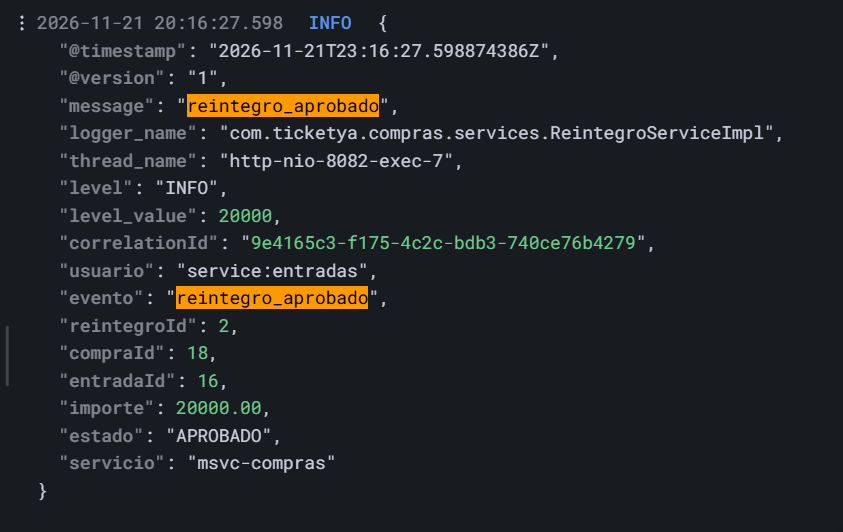 ⋮ 2026-11-21 20:16:27.598 INFO {
"@timestamp": "2026-11-21T23:16:27.598874386Z",
"@version": "1",
"message": "reintegro_aprobado",
"logger_name": "com.ticketya.compras.services.ReintegroServiceImpl",
"thread_name": "http-nio-8082-exec-7",
"level": "INFO",
"level_value": 20000,
"correlationId": "9e4165c3-f175-4c2c-bdb3-740ce76b4279",
"usuario": "service:entradas",
"evento": "reintegro_aprobado",
"reintegroId": 2,
"compraId": 18,
"entradaId": 16,
"importe": 20000.00,
"estado": "APROBADO",
"servicio": "msvc-compras"
}